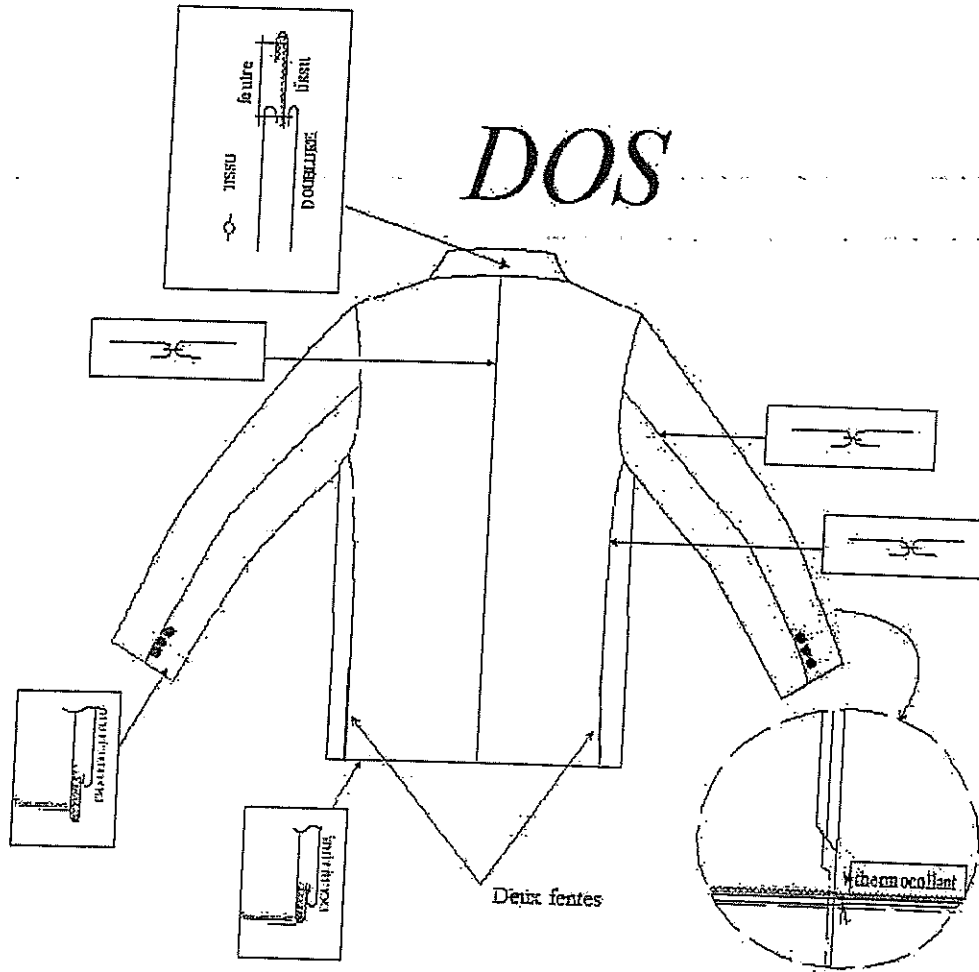 feutre
tissu
TISSU
DOUBLURE
DOS
thermocollant
Deux fentes